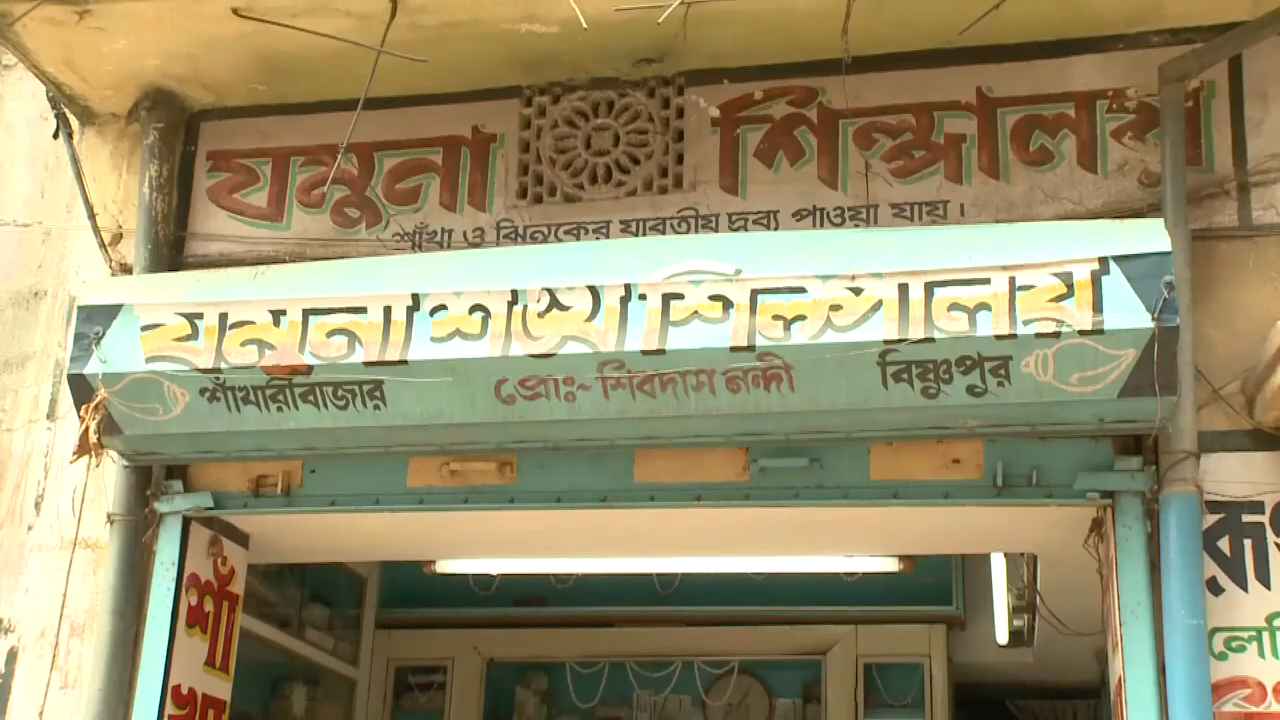 যমুনা শিল্পালয়
শাঁখা ও ঝিনুকের যাবতীয় দ্রব্য পাওয়া যায়।
যমুনা শঙ্খ শিল্পালয়
শাঁখারীবাজার প্রোঃ~ শিবদাস নন্দী বিষ্ণুপুর
শাঁ
খা